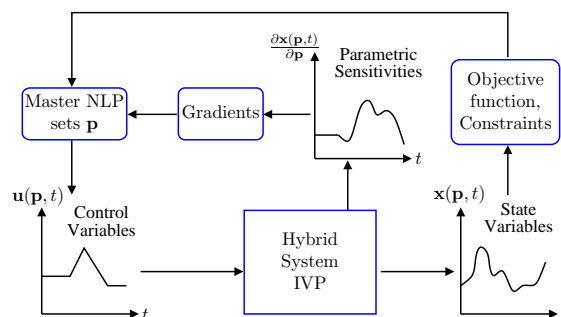 ∂x(p,t)
∂p
Parametric
Sensitivities
Objective
function,
Constraints
Master NLP
sets p
Gradients
t
u(p, t)
Control
Variables
t
Hybrid
System
IVP
x(p, t)
State
Variables